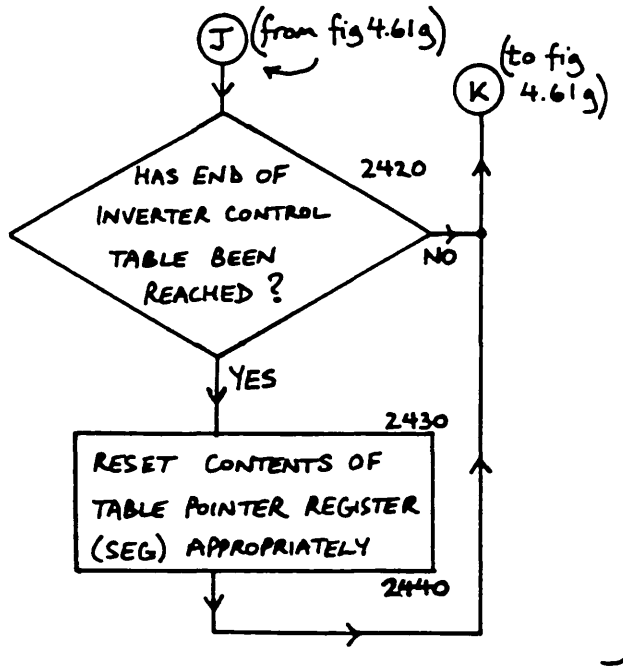 J (from fig 4.61g)
K (to fig
4.61g)
HAS END OF
INVERTER CONTROL
TABLE BEEN
REACHED?
2420
NO
YES
2430
RESET CONTENTS OF
TABLE POINTER REGISTER
(SEG) APPROPRIATELY
2440